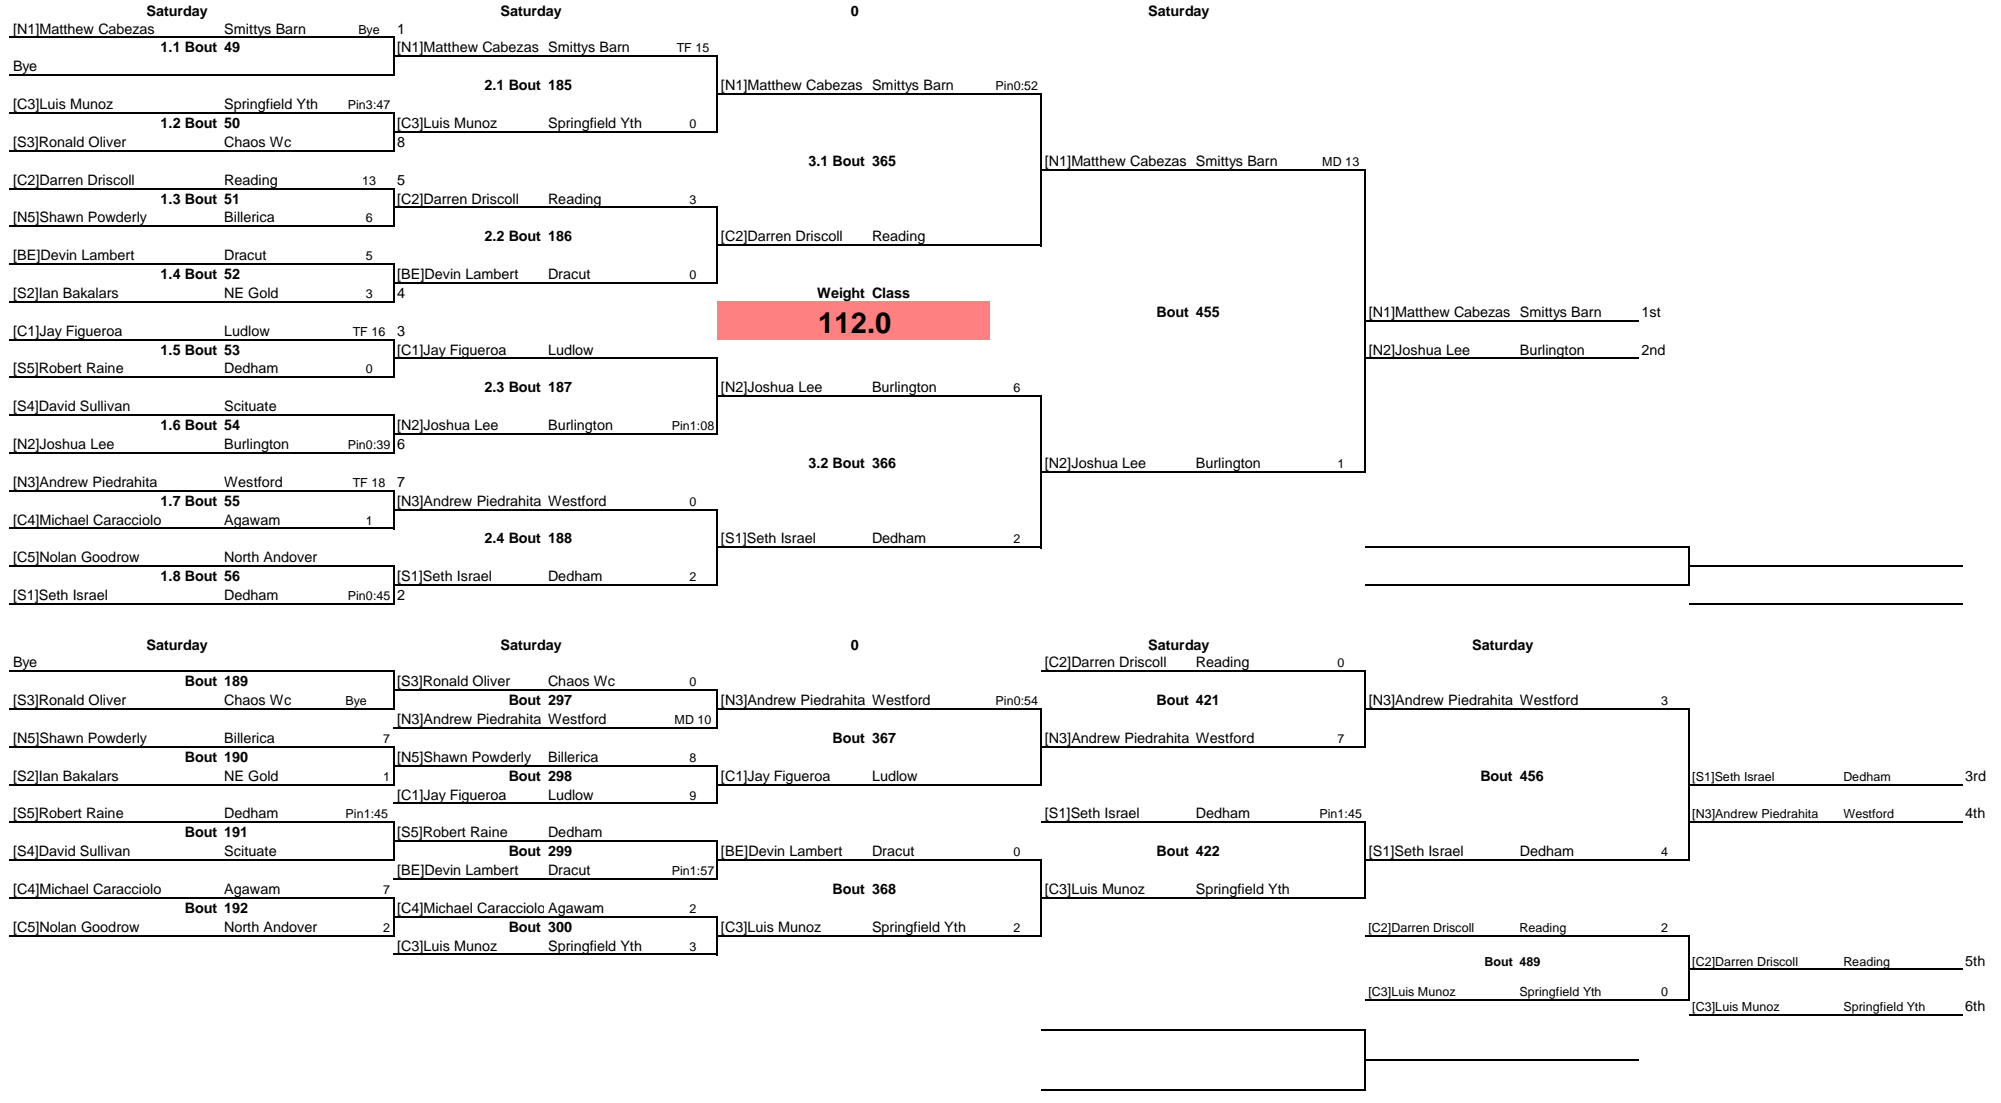 Saturday Saturday 0 Saturday
[N1]Matthew Cabezas Smittys Barn Bye 1
1.1 Bout 49 [N1]Matthew Cabezas Smittys Barn TF 15
Bye
2.1 Bout 185 [N1]Matthew Cabezas Smittys Barn Pin0:52
[C3]Luis Munoz Springfield Yth Pin3:47
1.2 Bout 50 [C3]Luis Munoz Springfield Yth 0
[S3]Ronald Oliver Chaos Wc 8
3.1 Bout 365 [N1]Matthew Cabezas Smittys Barn MD 13
[C2]Darren Driscoll Reading 13 5
1.3 Bout 51 [C2]Darren Driscoll Reading 3
[N5]Shawn Powderly Billerica 6
2.2 Bout 186 [C2]Darren Driscoll Reading
[BE]Devin Lambert Dracut 5
1.4 Bout 52 [BE]Devin Lambert Dracut 0
[S2]Ian Bakalars NE Gold 3 4 Weight Class
112.0 Bout 455 [N1]Matthew Cabezas Smittys Barn 1st
[C1]Jay Figueroa Ludlow TF 16 3
1.5 Bout 53 [C1]Jay Figueroa Ludlow [N2]Joshua Lee Burlington 2nd
[S5]Robert Raine Dedham 0
2.3 Bout 187 [N2]Joshua Lee Burlington 6
[S4]David Sullivan Scituate
1.6 Bout 54 [N2]Joshua Lee Burlington Pin1:08
[N2]Joshua Lee Burlington Pin0:39 6
3.2 Bout 366 [N2]Joshua Lee Burlington 1
[N3]Andrew Piedrahita Westford TF 18 7
1.7 Bout 55 [N3]Andrew Piedrahita Westford 0
[C4]Michael Caracciolo Agawam 1
2.4 Bout 188 [S1]Seth Israel Dedham 2
[C5]Nolan Goodrow North Andover
1.8 Bout 56 [S1]Seth Israel Dedham 2
[S1]Seth Israel Dedham Pin0:45 2
Saturday Saturday 0 Saturday Saturday
Bye [C2]Darren Driscoll Reading 0
Bout 189 [S3]Ronald Oliver Chaos Wc 0
[S3]Ronald Oliver Chaos Wc Bye Bout 297 [N3]Andrew Piedrahita Westford Pin0:54 Bout 421 [N3]Andrew Piedrahita Westford 3
[N3]Andrew Piedrahita Westford MD 10
[N5]Shawn Powderly Billerica 7 Bout 367 [N3]Andrew Piedrahita Westford 7
Bout 190 [N5]Shawn Powderly Billerica 8
[S2]Ian Bakalars NE Gold 1 Bout 298 [C1]Jay Figueroa Ludlow Bout 456 [S1]Seth Israel Dedham 3rd
[C1]Jay Figueroa Ludlow 9
[S5]Robert Raine Dedham Pin1:45 [S1]Seth Israel Dedham Pin1:45 [N3]Andrew Piedrahita Westford 4th
Bout 191 [S5]Robert Raine Dedham
[S4]David Sullivan Scituate Bout 299 [BE]Devin Lambert Dracut 0 Bout 422 [S1]Seth Israel Dedham 4
[BE]Devin Lambert Dracut Pin1:57
[C4]Michael Caracciolo Agawam 7 Bout 368 [C3]Luis Munoz Springfield Yth
Bout 192 [C4]Michael Caracciolo Agawam 2
[C5]Nolan Goodrow North Andover 2 Bout 300 [C3]Luis Munoz Springfield Yth 2 [C2]Darren Driscoll Reading 2
[C3]Luis Munoz Springfield Yth 3
Bout 489 [C2]Darren Driscoll Reading 5th
[C3]Luis Munoz Springfield Yth 0
[C3]Luis Munoz Springfield Yth 6th